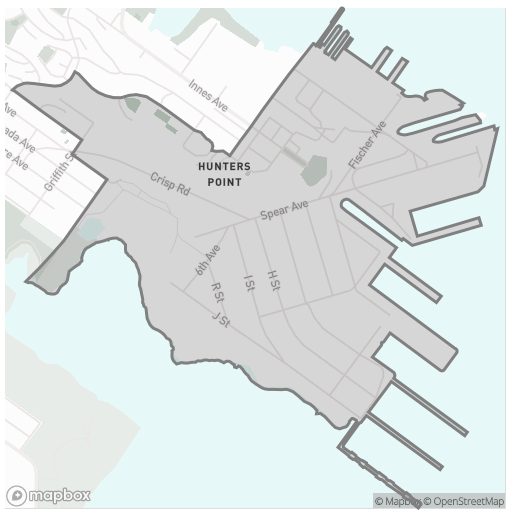 Innes Ave
Ave
ada Ave
re Ave
Griffith S
Fischer Ave
HUNTERS
POINT
Crisp Rd
Spear Ave
6th Ave
R St
I St
H St
J St
mapbox
© Mapbox © OpenStreetMap